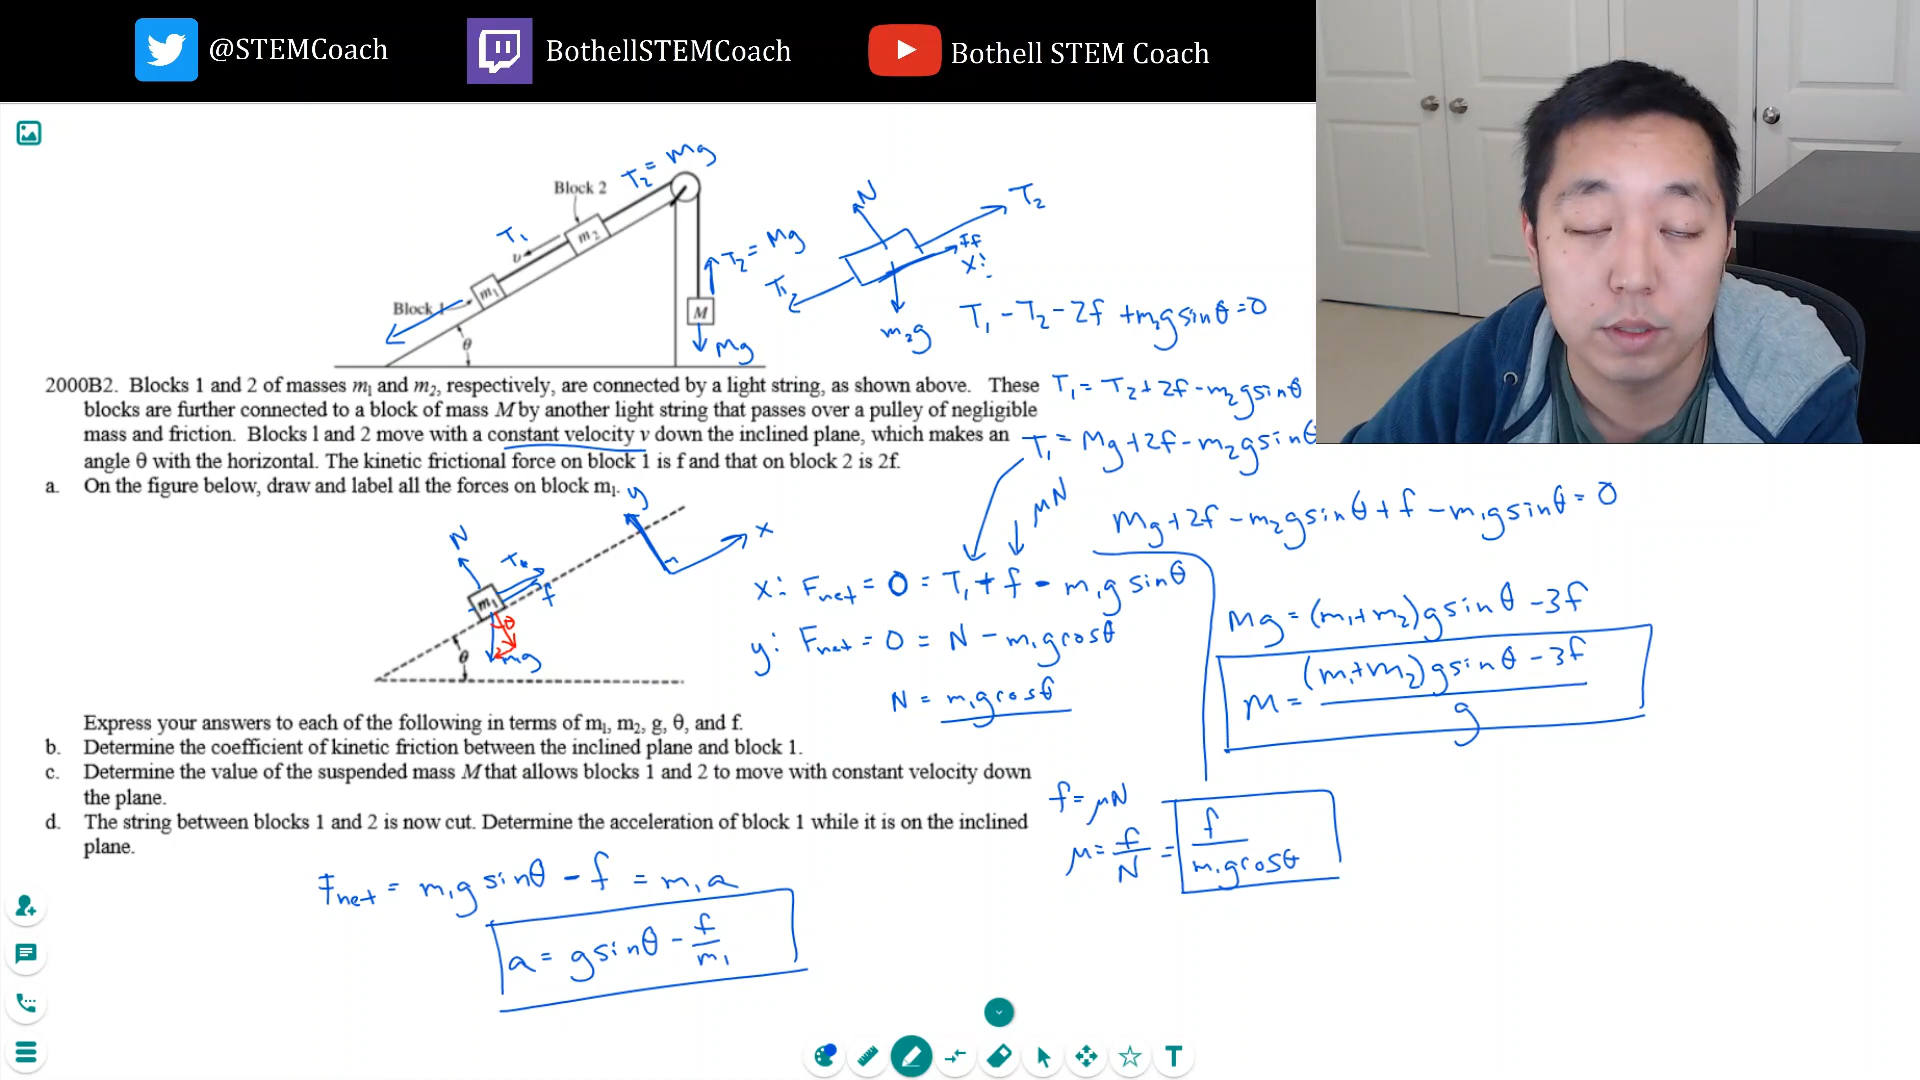 @STEMCoach
BothellSTEMCoach
Bothell STEM Coach
T₂ = Mg
Block 2
m₂
T₁
υ
m₁
Block 1
θ
T₂ = Mg
M
Mg
N
T₂
2f
x:
T₁
m₂g
T₁ - T₂ - 2f + m₂g sinθ = 0
T₁ = T₂ + 2f - m₂g sinθ
T₁ = Mg + 2f - m₂g sinθ
2000B2. Blocks 1 and 2 of masses m₁ and m₂, respectively, are connected by a light string, as shown above. These
blocks are further connected to a block of mass M by another light string that passes over a pulley of negligible
mass and friction. Blocks l and 2 move with a constant velocity v down the inclined plane, which makes an
angle θ with the horizontal. The kinetic frictional force on block 1 is f and that on block 2 is 2f.
a. On the figure below, draw and label all the forces on block m₁.
y
x
N
f
m₁
θ
mg
θ
μN
Mg + 2f - m₂g sinθ + f - m₁g sinθ = 0
x: Fnet = 0 = T₁ + f - m₁g sinθ
y: Fnet = 0 = N - m₁g cosθ
N = m₁g cosθ
Mg = (m₁+m₂)g sinθ - 3f
M = (m₁+m₂)g sinθ - 3f
g
Express your answers to each of the following in terms of m₁, m₂, g, θ, and f.
b. Determine the coefficient of kinetic friction between the inclined plane and block 1.
c. Determine the value of the suspended mass M that allows blocks 1 and 2 to move with constant velocity down
the plane.
d. The string between blocks 1 and 2 is now cut. Determine the acceleration of block 1 while it is on the inclined
plane.
f = μN
μ = f/N = f/m₁g cosθ
Fnet = m₁g sinθ - f = m₁a
a = g sinθ - f/m₁
T